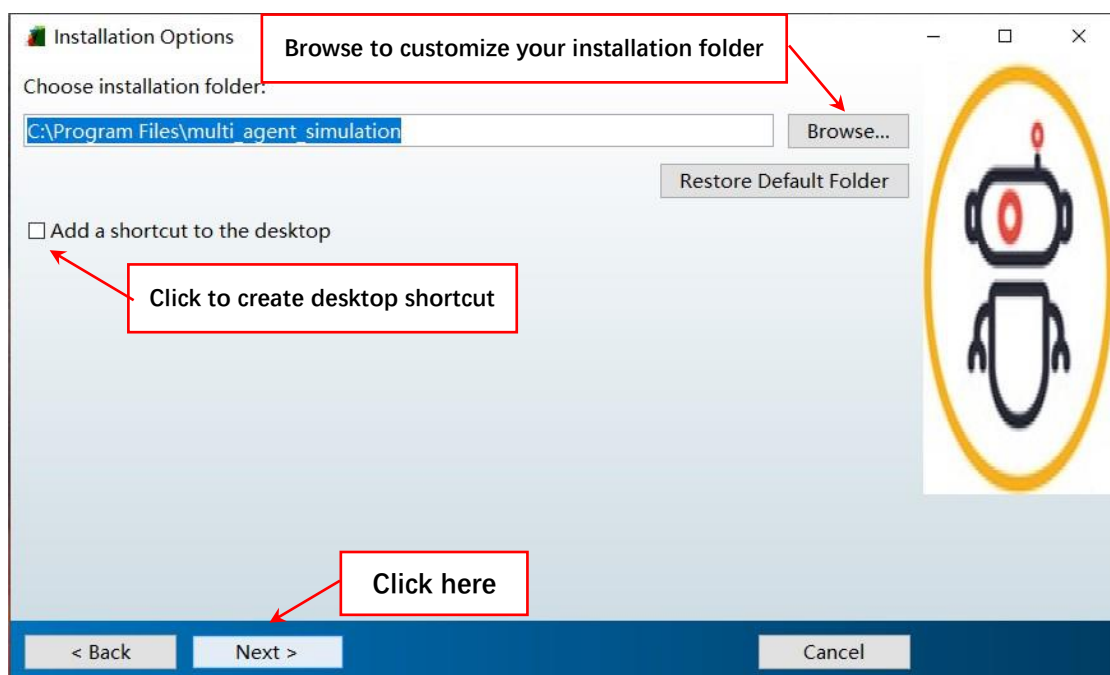 Installation Options
Browse to customize your installation folder
Choose installation folder:
C:\Program Files\multi_agent_simulation
Browse...
Restore Default Folder
Add a shortcut to the desktop
Click to create desktop shortcut
Click here
< Back
Next >
Cancel